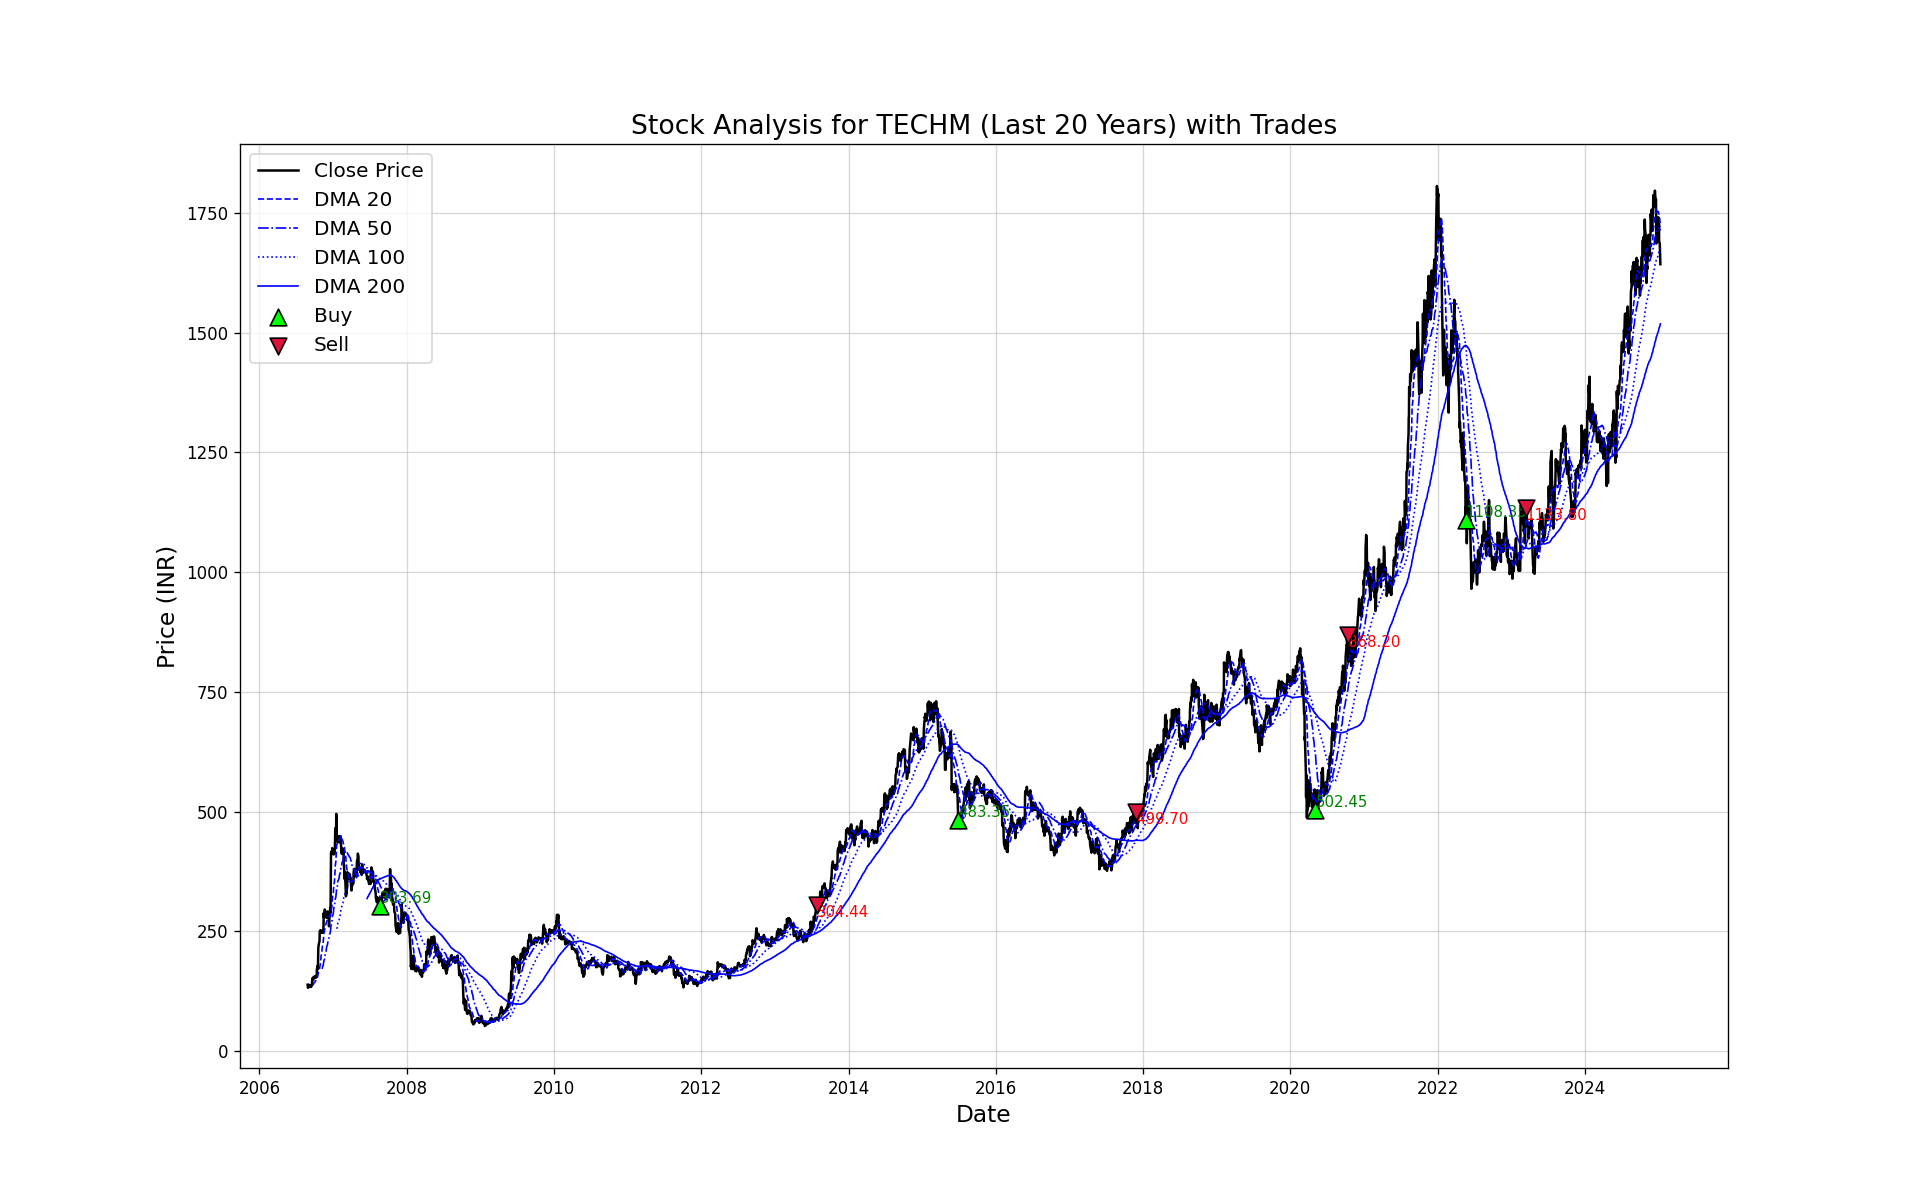 Stock Analysis for TECHM (Last 20 Years) with Trades
Close Price
DMA 20
DMA 50
DMA 100
DMA 200
Buy
Sell
Price (INR)
1750
1500
1250
1000
750
500
250
0
868.20
502.45
499.70
303.69
304.44
2006
2008
2010
2012
2014
2016
2018
2020
2022
2024
Date